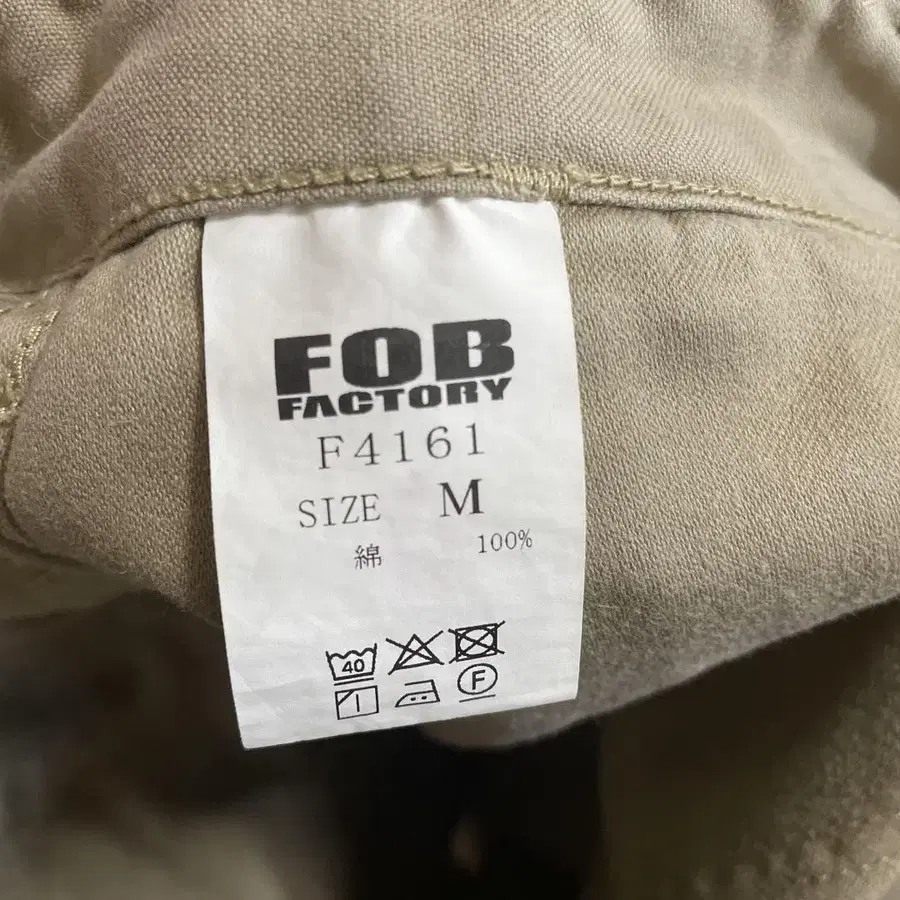 FOB
FACTORY
F4161
SIZE M
綿 100%
40
F